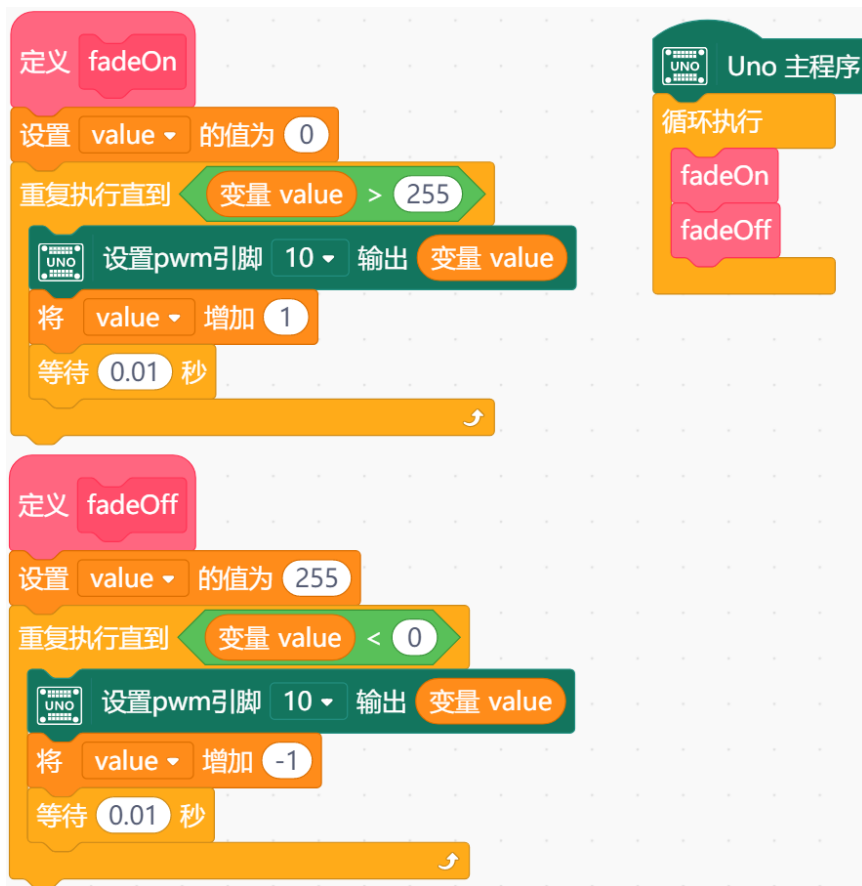 定义 fadeOn
设置 value 的值为 0
重复执行直到 变量 value > 255
UNO 设置pwm引脚 10 输出 变量 value
将 value 增加 1
等待 0.01 秒
定义 fadeOff
设置 value 的值为 255
重复执行直到 变量 value < 0
UNO 设置pwm引脚 10 输出 变量 value
将 value 增加 -1
等待 0.01 秒
UNO Uno 主程序
循环执行
fadeOn
fadeOff